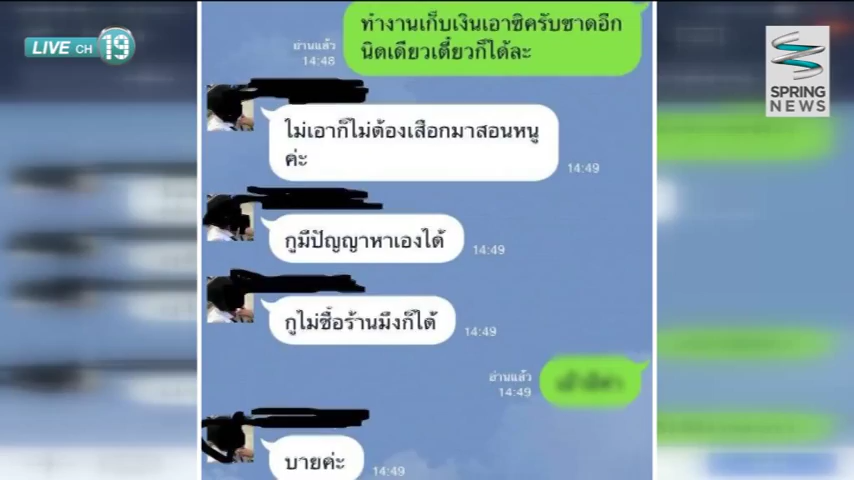 LIVE CH 19
SPRING
NEWS
ทำงานเก็บเงินเอาซิครับขาดอีก
นิดเดียวเดี๋ยวก็ได้ละ
อ่านแล้ว
14:48
ไม่เอาก็ไม่ต้องเสือกมาสอนหนู
ค่ะ
14:49
กูมีปัญญาหาเองได้
14:49
กูไม่ซื้อร้านมึงก็ได้
14:49
อ่านแล้ว
14:49
บายค่ะ
14:49